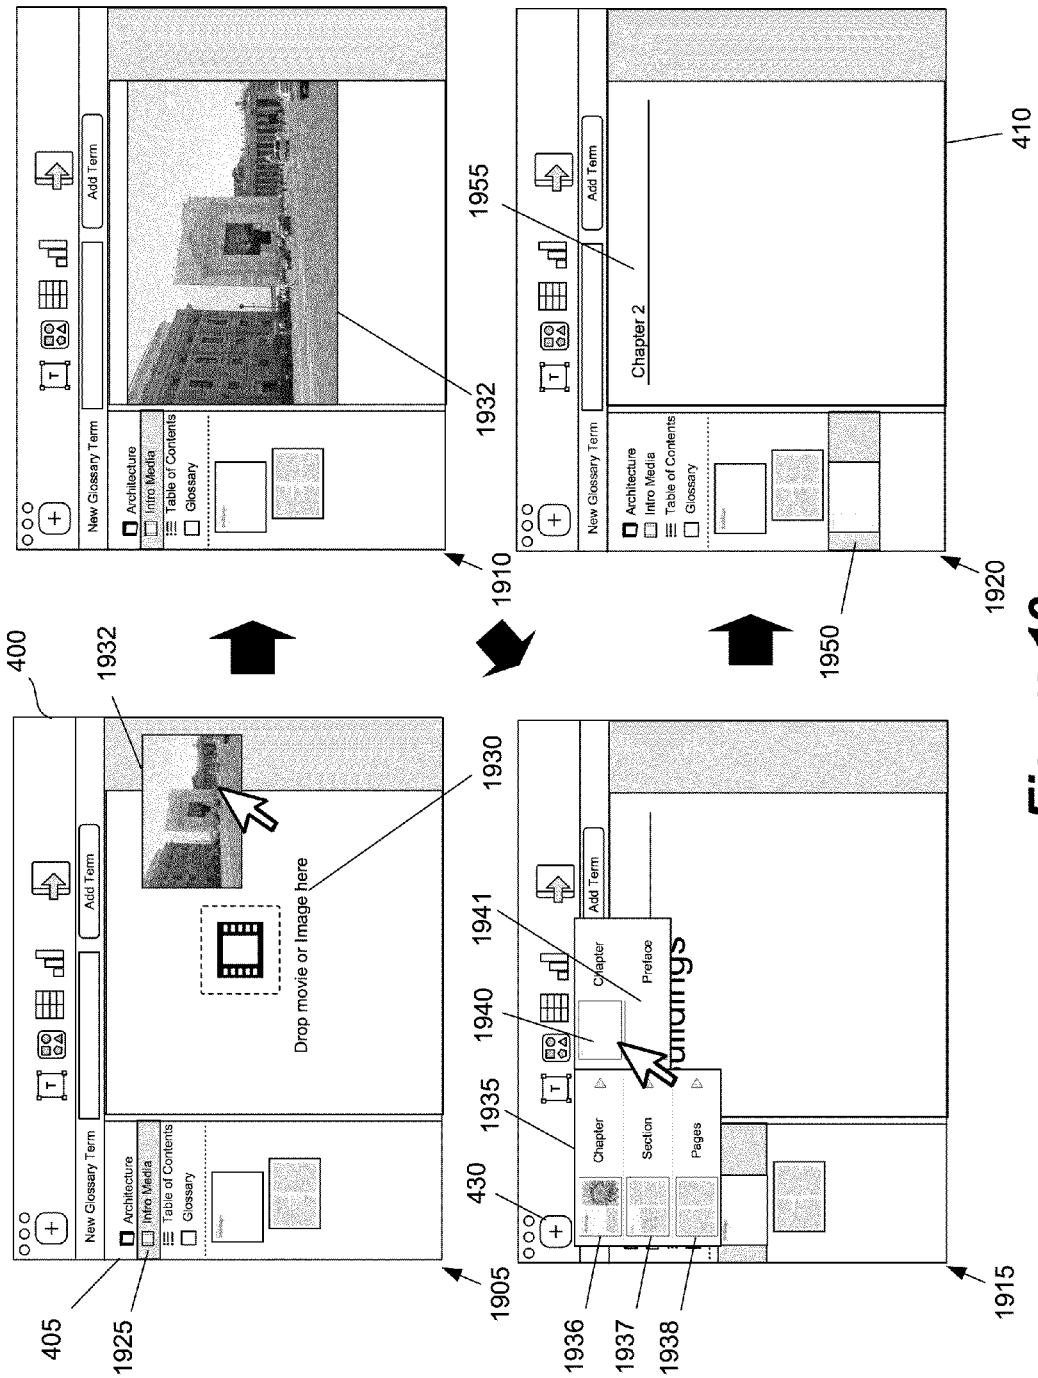 405
1925
400
1932
New Glossary Term
Add Term
T
Architecture
Intro Media
Table of Contents
Glossary
Drop movie or Image here
1905
1930
New Glossary Term
Add Term
T
Architecture
Intro Media
Table of Contents
Glossary
1910
1932
430
1935
1940
1941
Add Term
T
1936
1937
1938
Chapter
Section
Pages
Chapter
Preface
uildings
1915
1955
New Glossary Term
Add Term
T
Architecture
Intro Media
Table of Contents
Glossary
Chapter 2
1950
1920
410